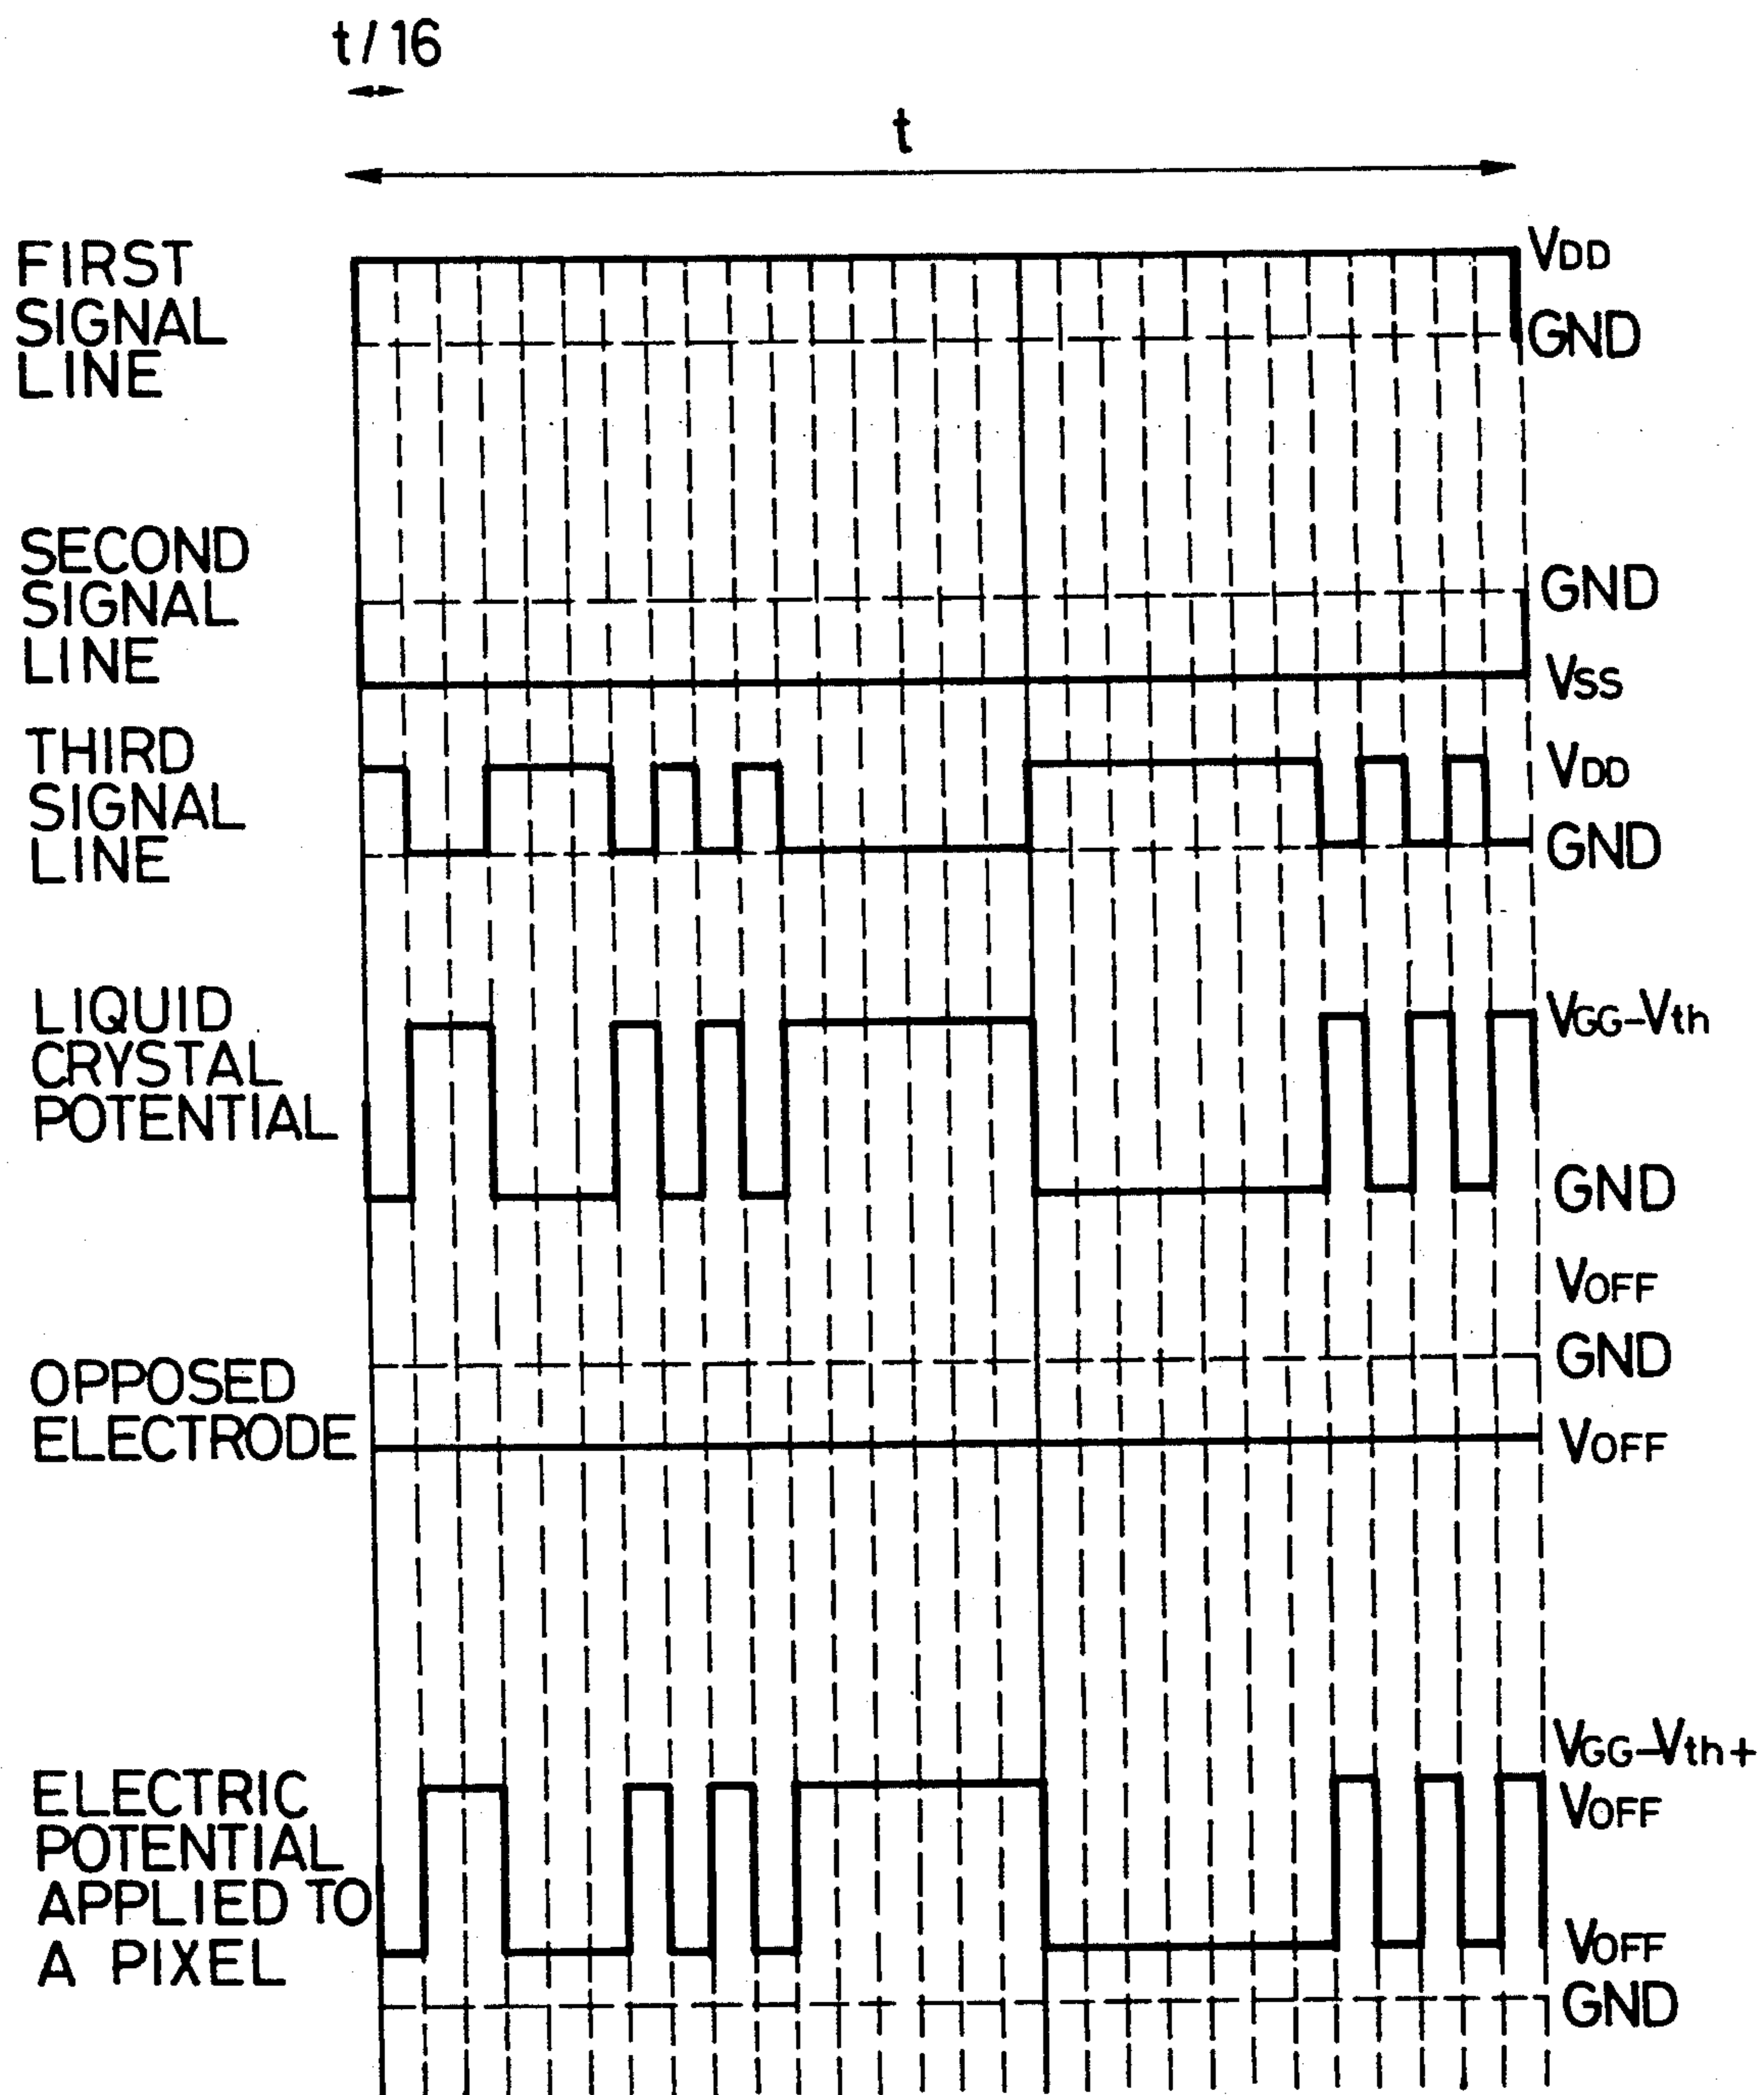 t/16
t
FIRST
SIGNAL
LINE
VDD
GND
SECOND
SIGNAL
LINE
GND
VSS
THIRD
SIGNAL
LINE
VDD
GND
LIQUID
CRYSTAL
POTENTIAL
VGG-Vth
GND
VOFF
GND
OPPOSED
ELECTRODE
VOFF
ELECTRIC
POTENTIAL
APPLIED TO
A PIXEL
VGG-Vth+
VOFF
VOFF
GND